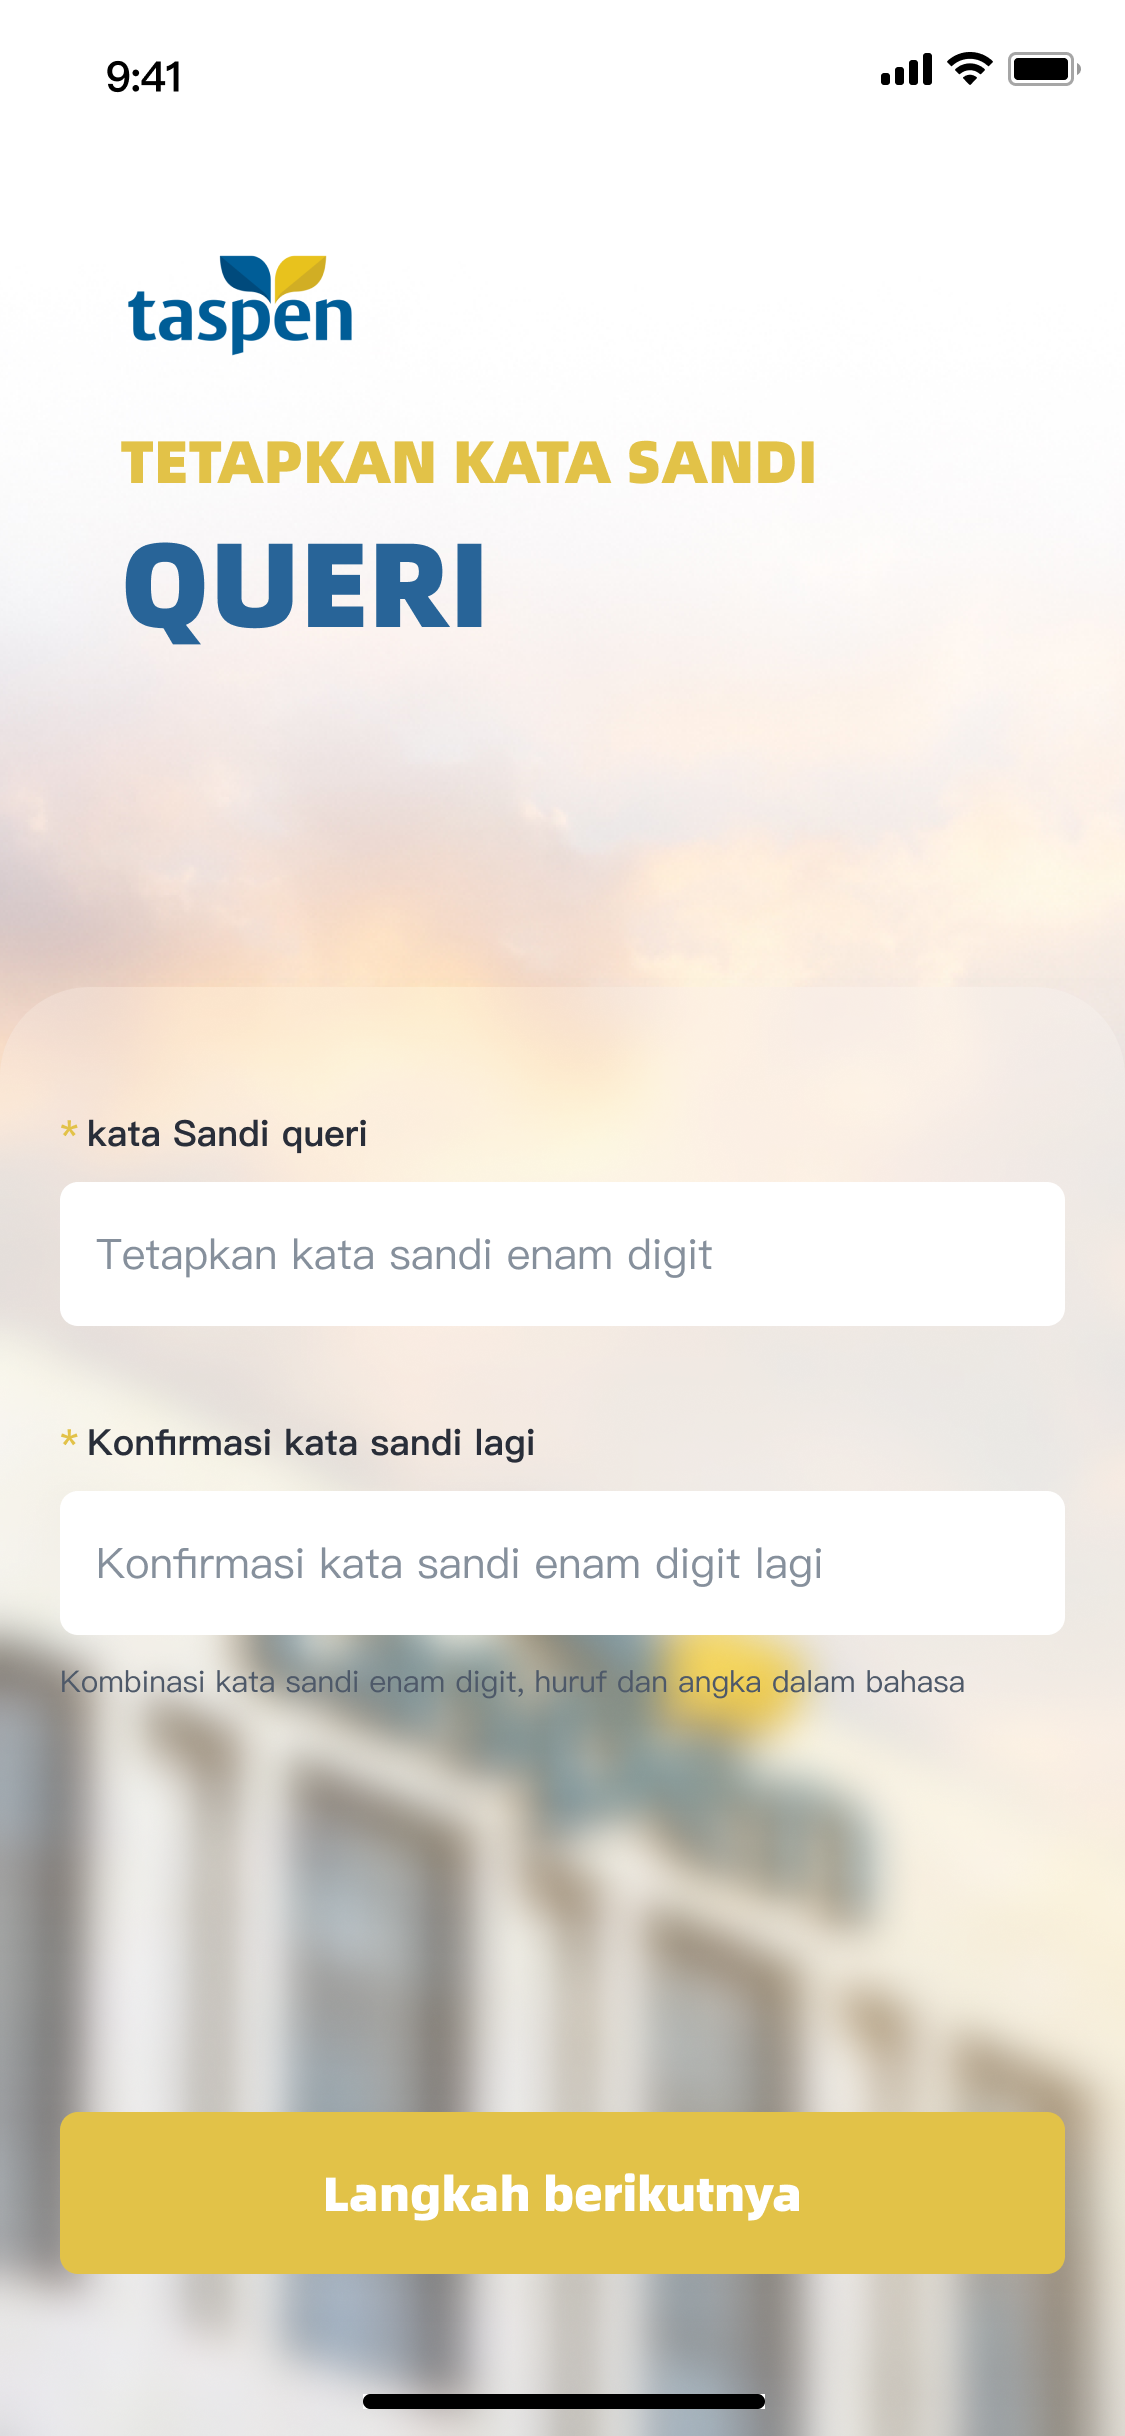 9:41
taspen
TETAPKAN KATA SANDI
QUERI
* kata Sandi queri
Tetapkan kata sandi enam digit
* Konfirmasi kata sandi lagi
Konfirmasi kata sandi enam digit lagi
Kombinasi kata sandi enam digit, huruf dan angka dalam bahasa
Langkah berikutnya